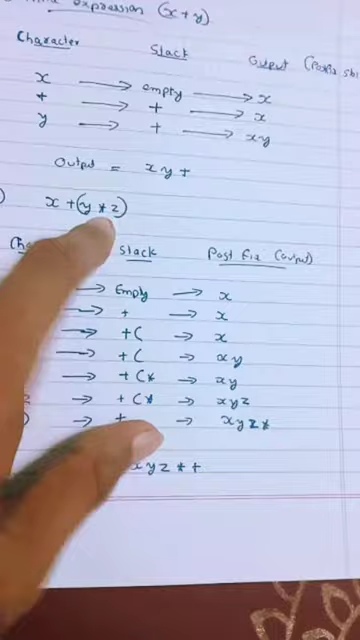 expression (x+y)
Character Stack Output (Postfix
x → empty → x
+ → + → x
y → + → xy
Output = xy+
) x+(y*z)
Stack Postfix (output)
→ Empty → x
→ + → x
→ +( → x
→ +( → xy
→ +(* → xy
z → +(* → xyz
) → + → xyz*
xyz*+